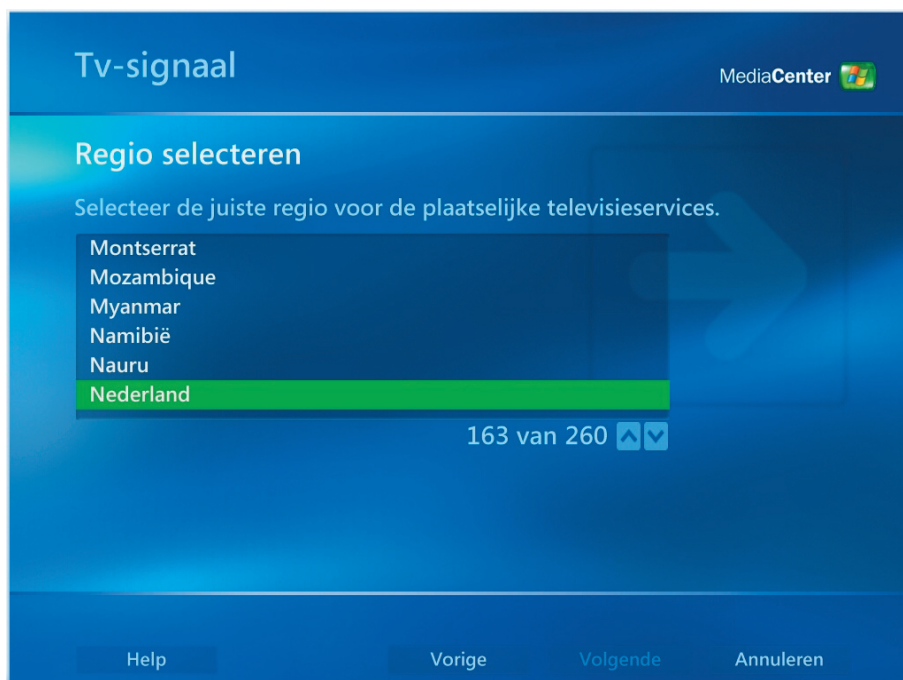 Tv-signaal
MediaCenter
Regio selecteren
Selecteer de juiste regio voor de plaatselijke televisieservices.
Montserrat
Mozambique
Myanmar
Namibië
Nauru
Nederland
163 van 260
Help Vorige Volgende Annuleren